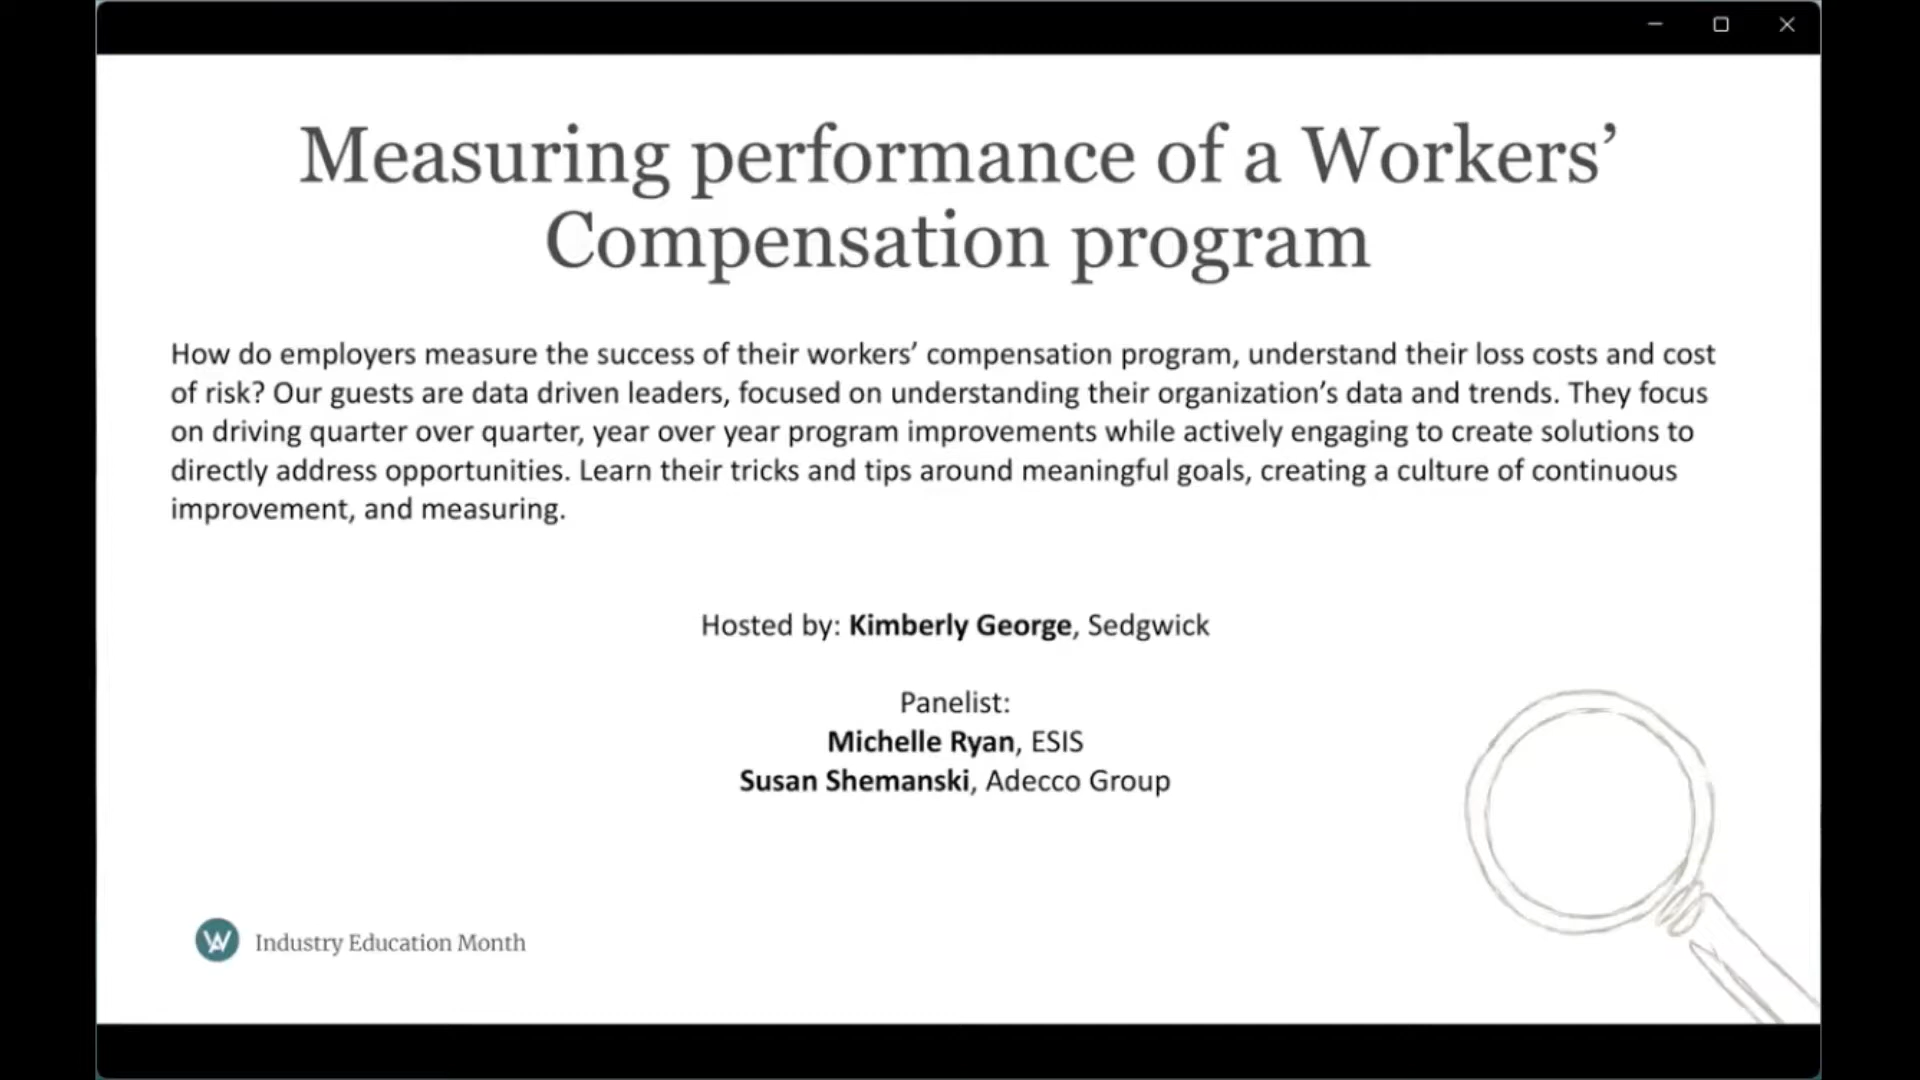 Measuring performance of a Workers’
Compensation program
How do employers measure the success of their workers’ compensation program, understand their loss costs and cost
of risk? Our guests are data driven leaders, focused on understanding their organization’s data and trends. They focus
on driving quarter over quarter, year over year program improvements while actively engaging to create solutions to
directly address opportunities. Learn their tricks and tips around meaningful goals, creating a culture of continuous
improvement, and measuring.
Hosted by: Kimberly George, Sedgwick
Panelist:
Michelle Ryan, ESIS
Susan Shemanski, Adecco Group
W Industry Education Month